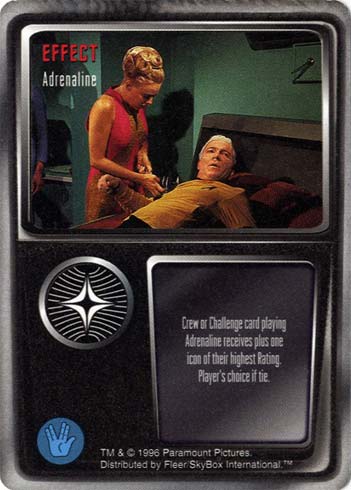 EFFECT
Adrenaline
Crew or Challenge card playing
Adrenaline receives plus one
icon of their highest Rating.
Player's choice if tie.
TM & © 1996 Paramount Pictures.
Distributed by Fleer/SkyBox International.™